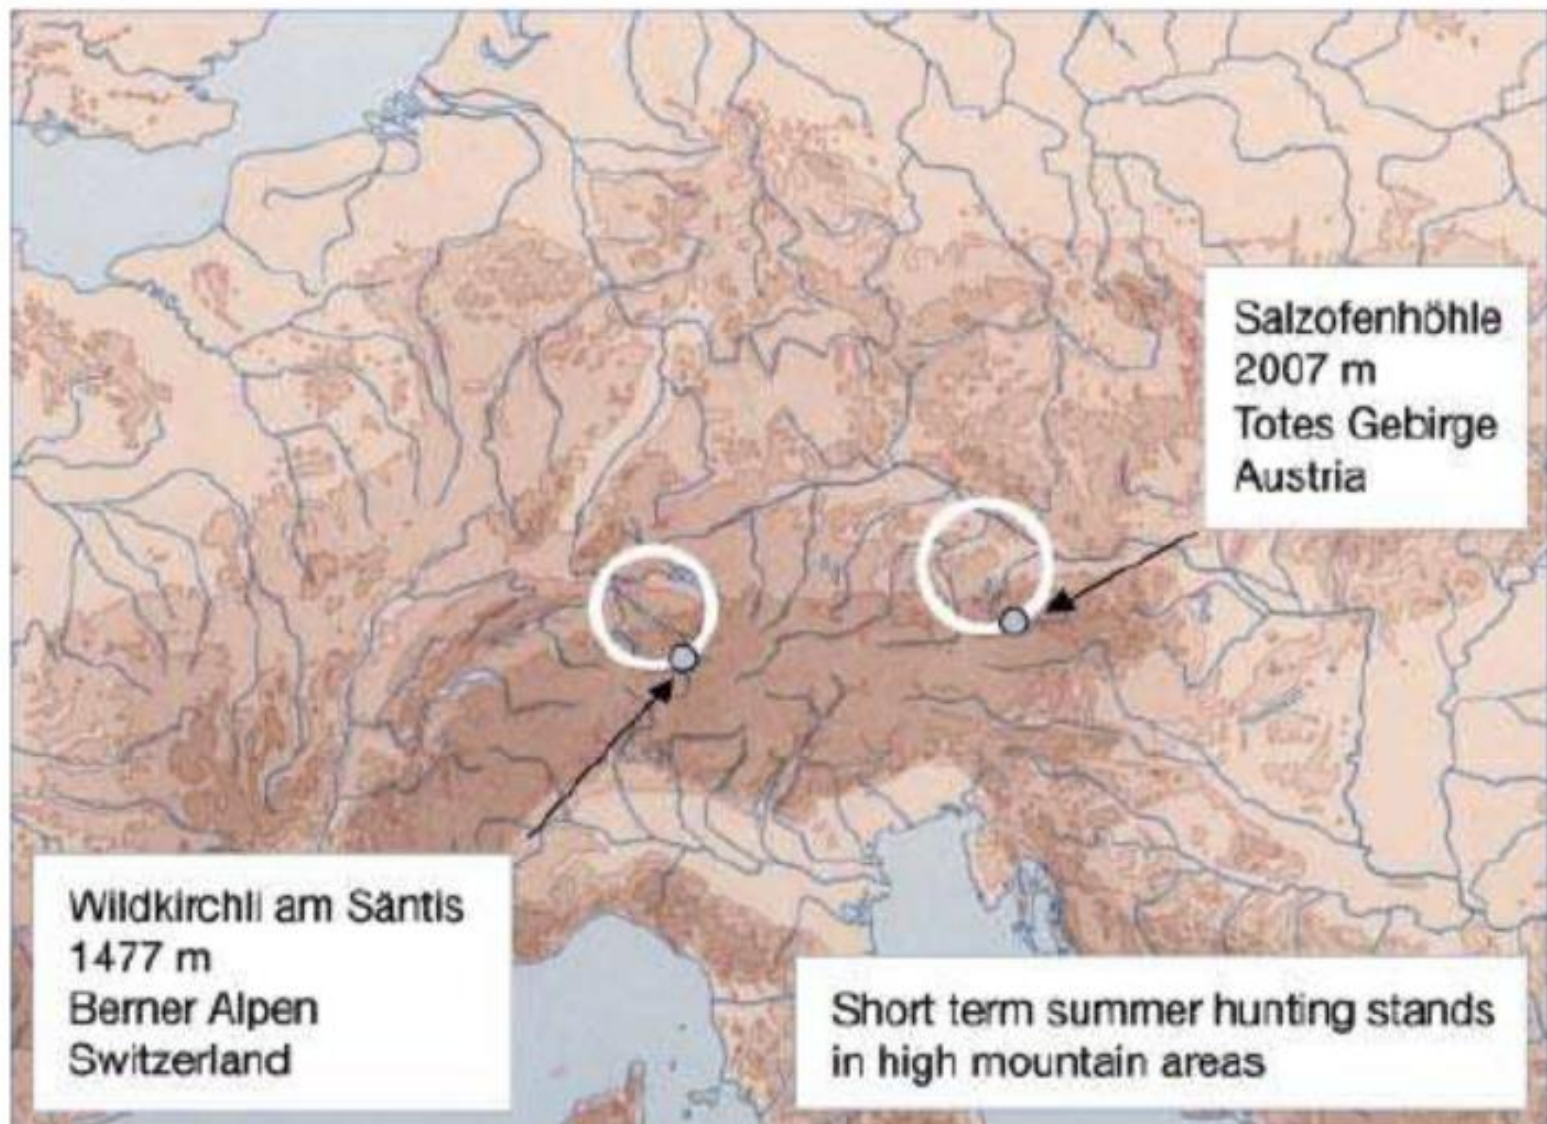 Salzofenhöhle
2007 m
Totes Gebirge
Austria
Wildkirchli am Säntis
1477 m
Berner Alpen
Switzerland
Short term summer hunting stands
in high mountain areas